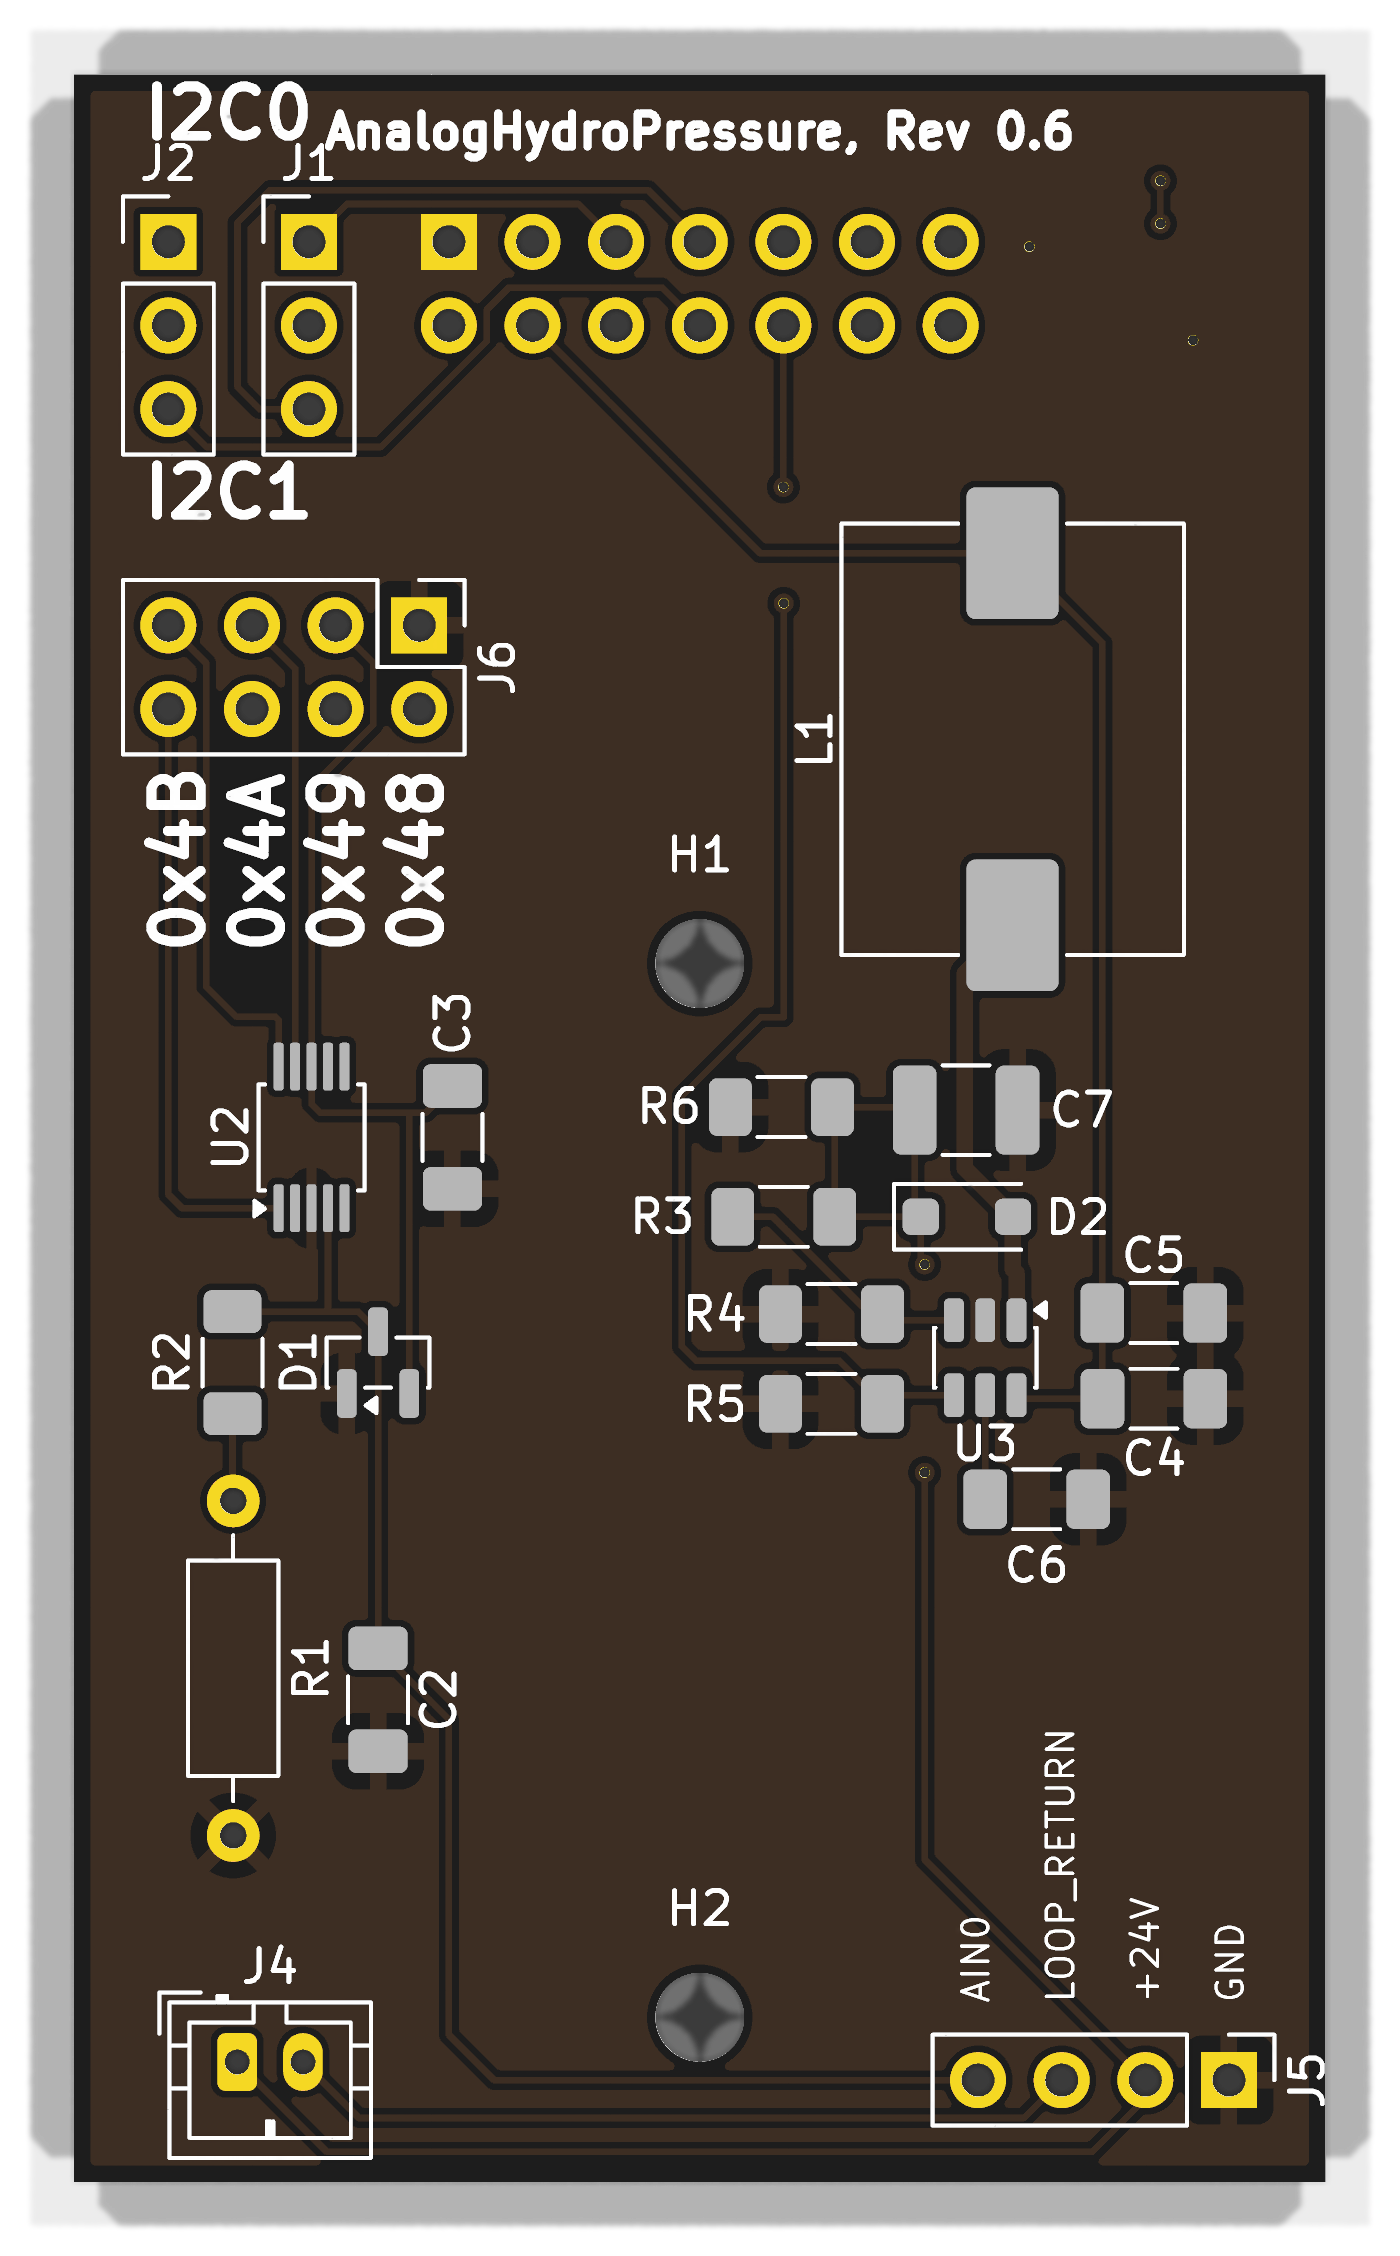 I2C0
AnalogHydroPressure, Rev 0.6
J2
J1
I2C1
J6
L1
0x4B
0x4A
0x49
0x48
H1
C3
U2
R6
C7
R3
D2
C5
R4
R2
D1
R5
U3
C4
C6
R1
C2
H2
AIN0
LOOP_RETURN
+24V
GND
J4
J5